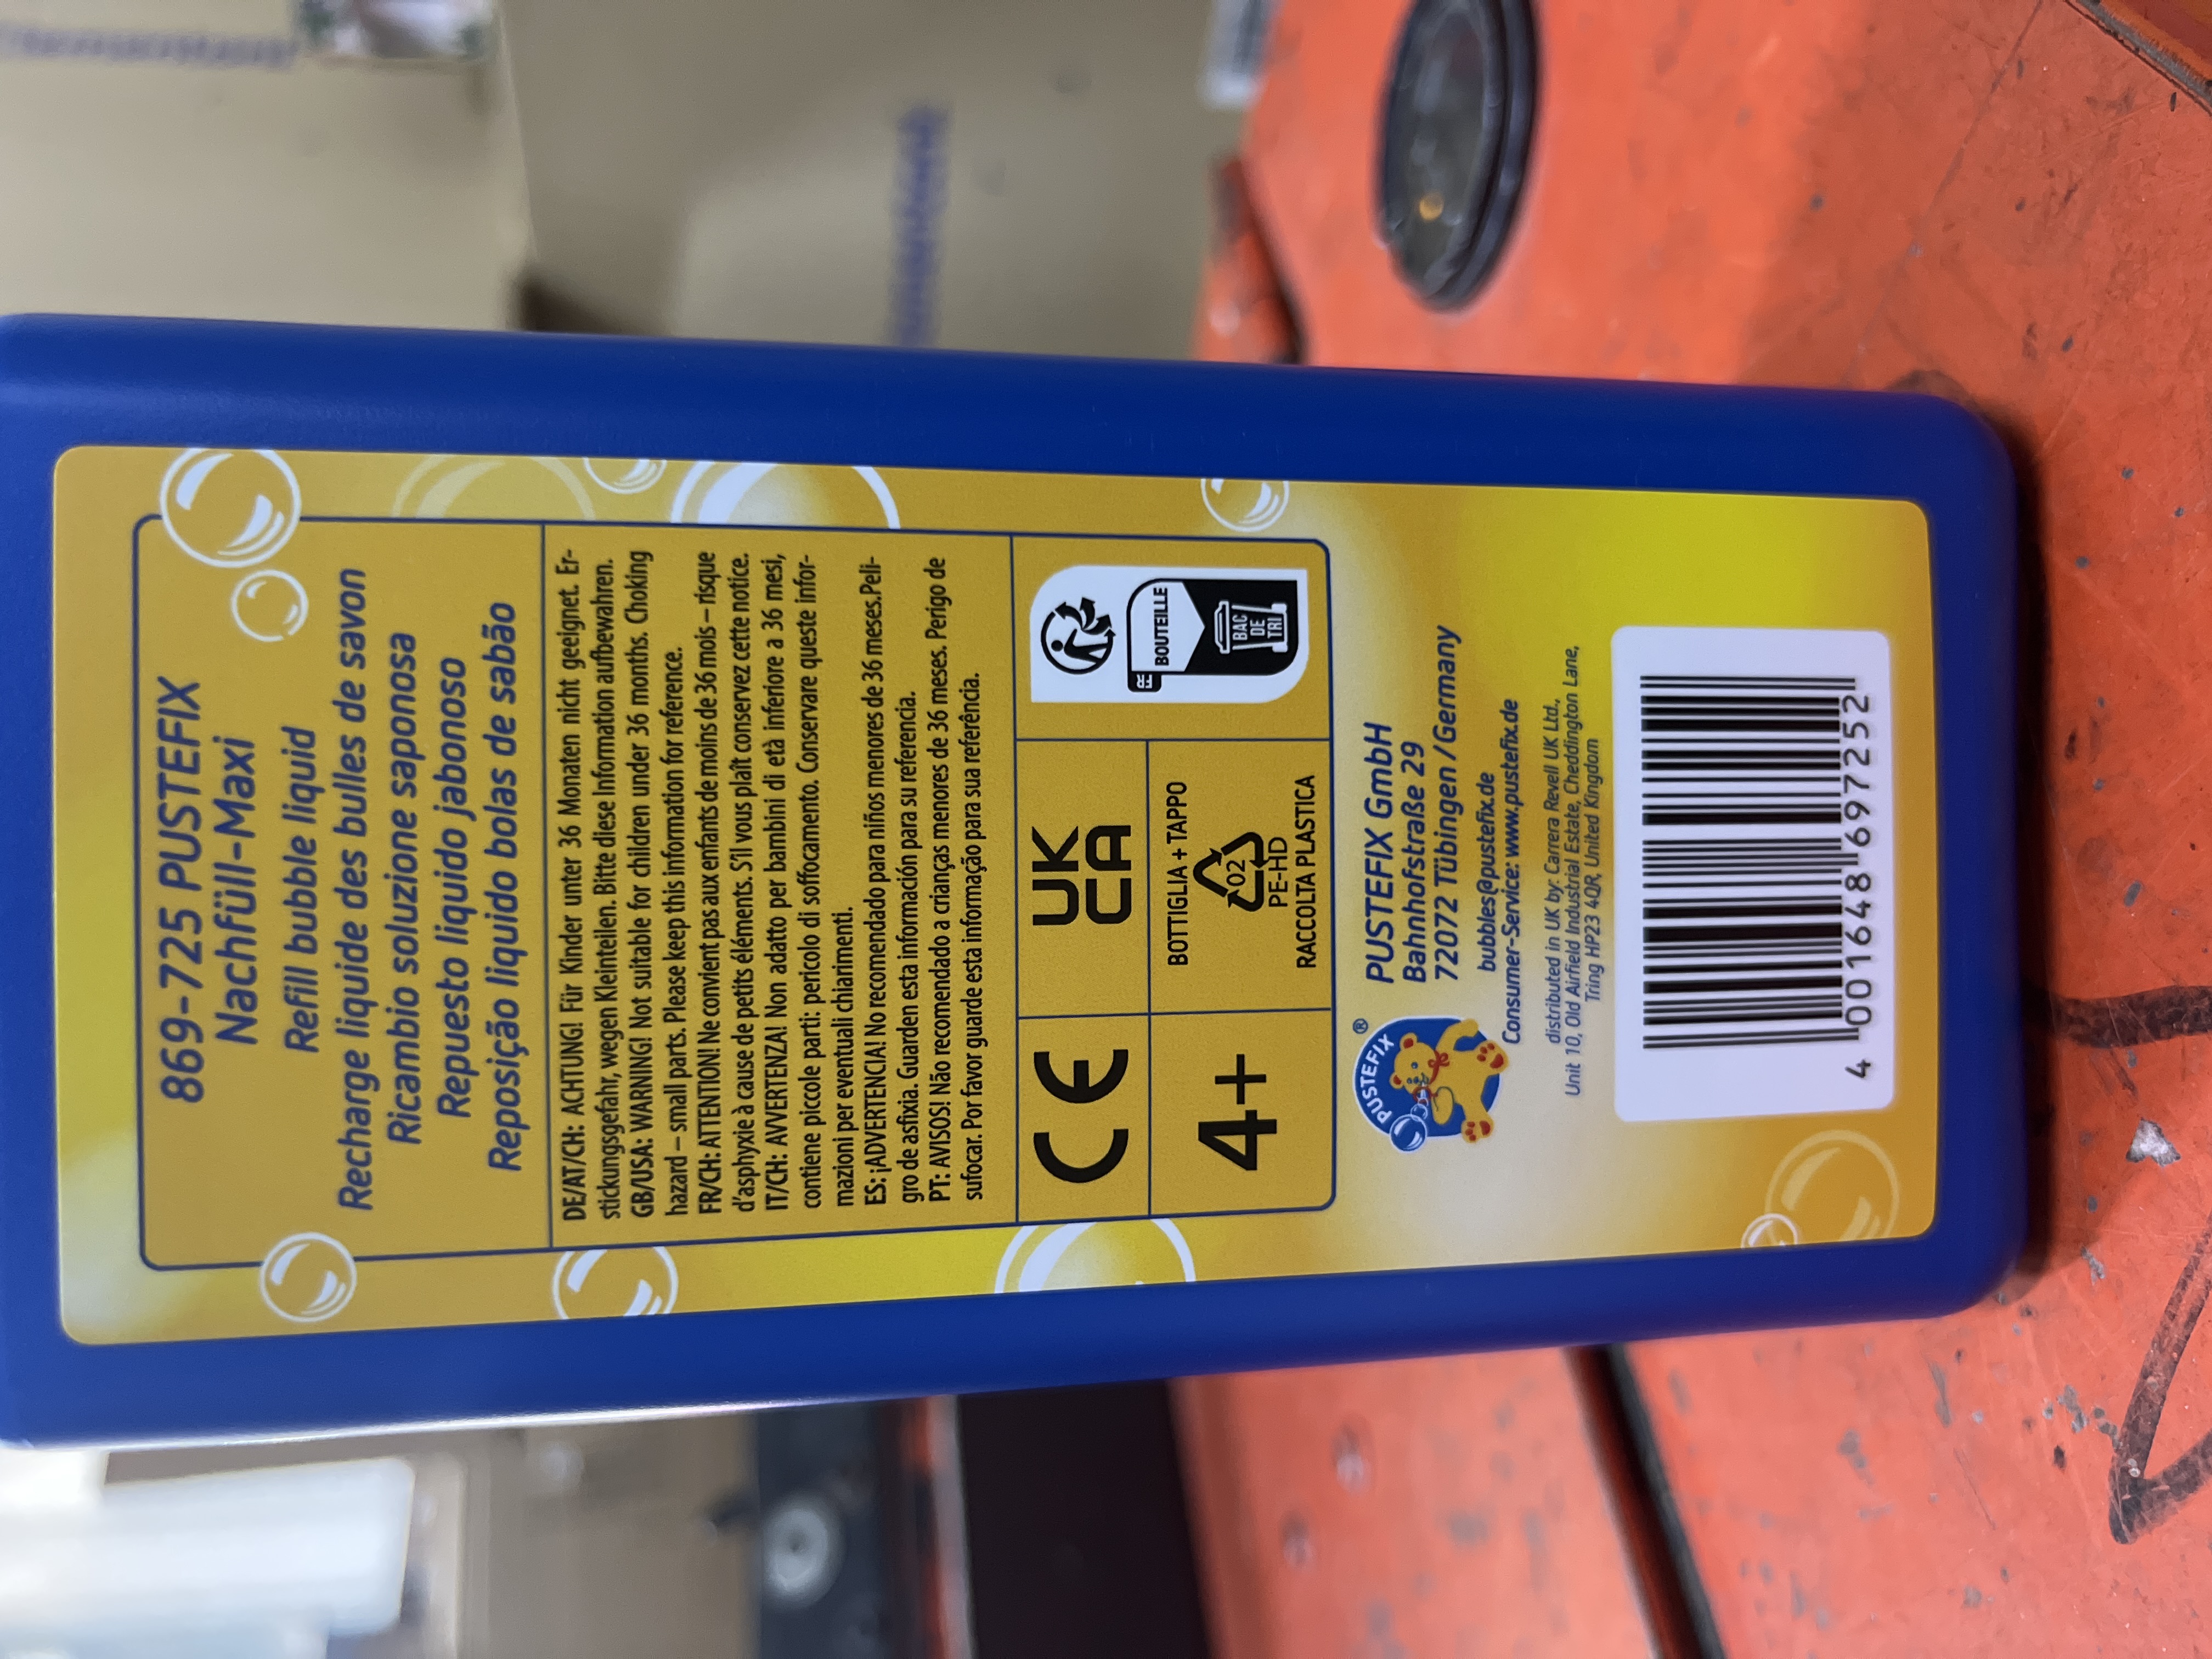 869-725 PUSTEFIX
Nachfüll-Maxi
Refill bubble liquid
Recharge liquide des bulles de savon
Ricambio soluzione saponosa
Repuesto liquido jabonoso
Reposição liquido bolas de sabão
DE/AT/CH: ACHTUNG! Für Kinder unter 36 Monaten nicht geeignet. Er-
stickungsgefahr, wegen Kleinteilen. Bitte diese Information aufbewahren.
GB/USA: WARNING! Not suitable for children under 36 months. Choking
hazard – small parts. Please keep this information for reference.
FR/CH: ATTENTION! Ne convient pas aux enfants de moins de 36 mois – risque
d'asphyxie à cause de petits éléments. S'il vous plaît conservez cette notice.
IT/CH: AVVERTENZA! Non adatto per bambini di età inferiore a 36 mesi,
contiene piccole parti: pericolo di soffocamento. Conservare queste infor-
mazioni per eventuali chiarimenti.
ES: ¡ADVERTENCIA! No recomendado para niños menores de 36 meses.Peli-
gro de asfixia. Guarden esta información para su referencia.
PT: AVISOS! Não recomendado a crianças menores de 36 meses. Perigo de
sufocar. Por favor guarde esta informação para sua referência.
CE
UK
CA
4+
BOTTIGLIA + TAPPO
02
PE-HD
RACCOLTA PLASTICA
FR
BOUTEILLE
BAC
DE
TRI
PUSTEFIX ®
PUSTEFIX GmbH
Bahnhofstraße 29
72072 Tübingen / Germany
bubbles@pustefix.de
Consumer-Service: www.pustefix.de
distributed in UK by: Carrera Revell UK Ltd.,
Unit 10, Old Airfield Industrial Estate, Cheddington Lane,
Tring HP23 4QR, United Kingdom
4 001648 697252